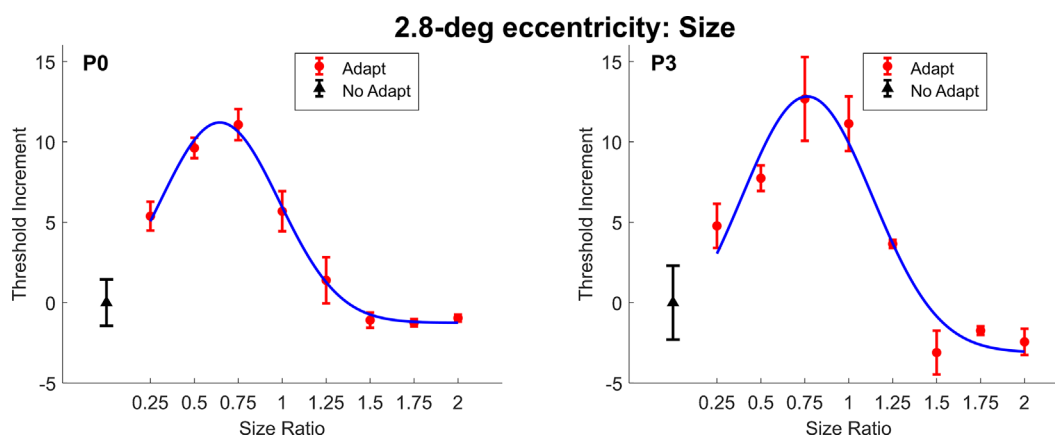 2.8-deg eccentricity: Size
P0
Adapt
No Adapt
Threshold Increment
15
10
5
0
-5
0.25 0.5 0.75 1 1.25 1.5 1.75 2
Size Ratio
P3
Adapt
No Adapt
Threshold Increment
15
10
5
0
-5
0.25 0.5 0.75 1 1.25 1.5 1.75 2
Size Ratio